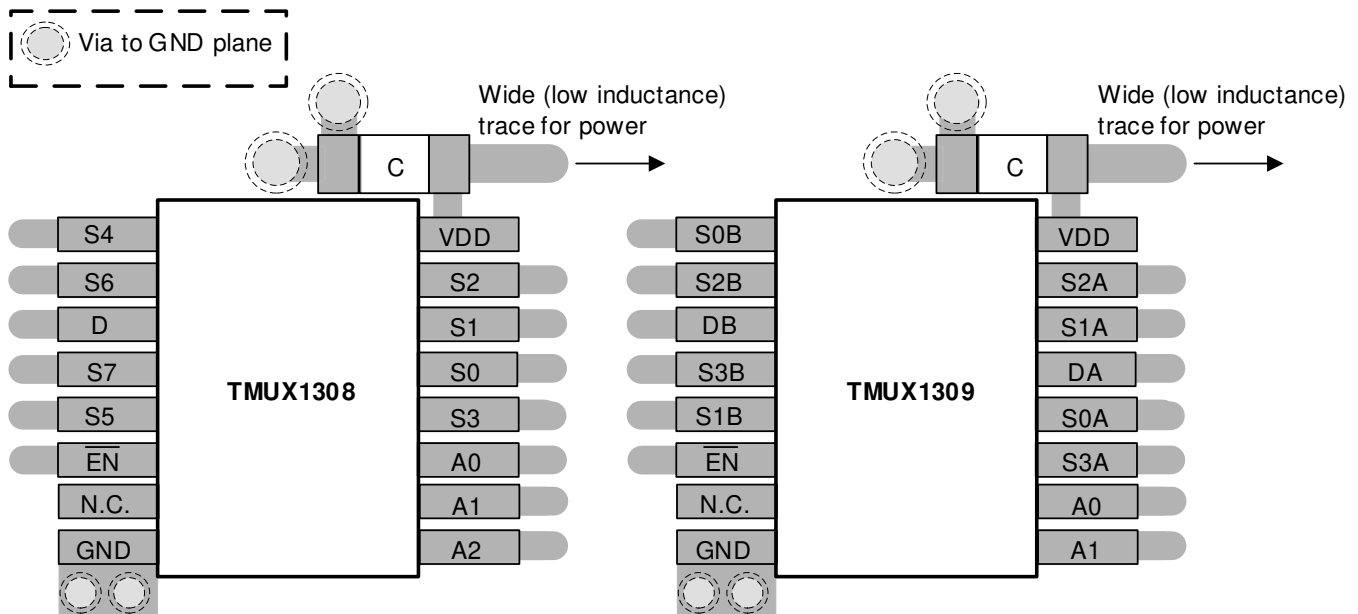 Via to GND plane
Wide (low inductance)
trace for power
C
S4
S6
D
S7
S5
EN
N.C.
GND
TMUX1308
VDD
S2
S1
S0
S3
A0
A1
A2
Wide (low inductance)
trace for power
C
S0B
S2B
DB
S3B
S1B
EN
N.C.
GND
TMUX1309
VDD
S2A
S1A
DA
S0A
S3A
A0
A1